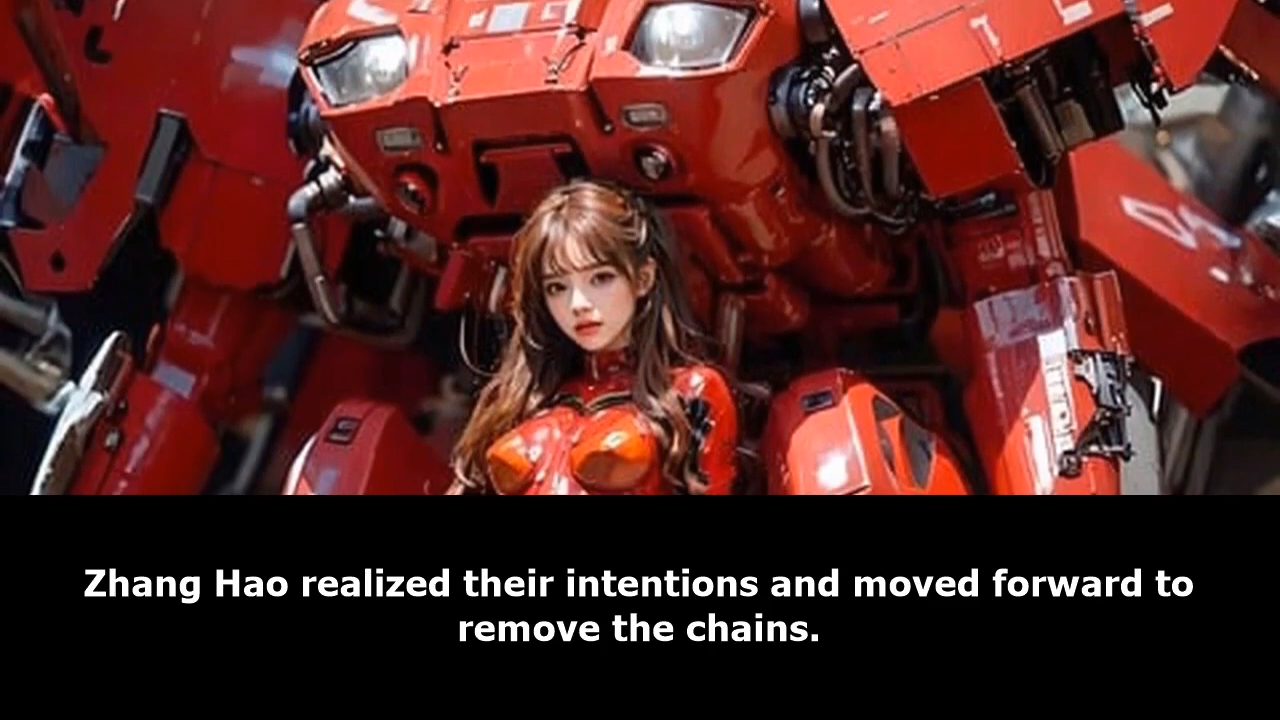 Zhang Hao realized their intentions and moved forward to
remove the chains.